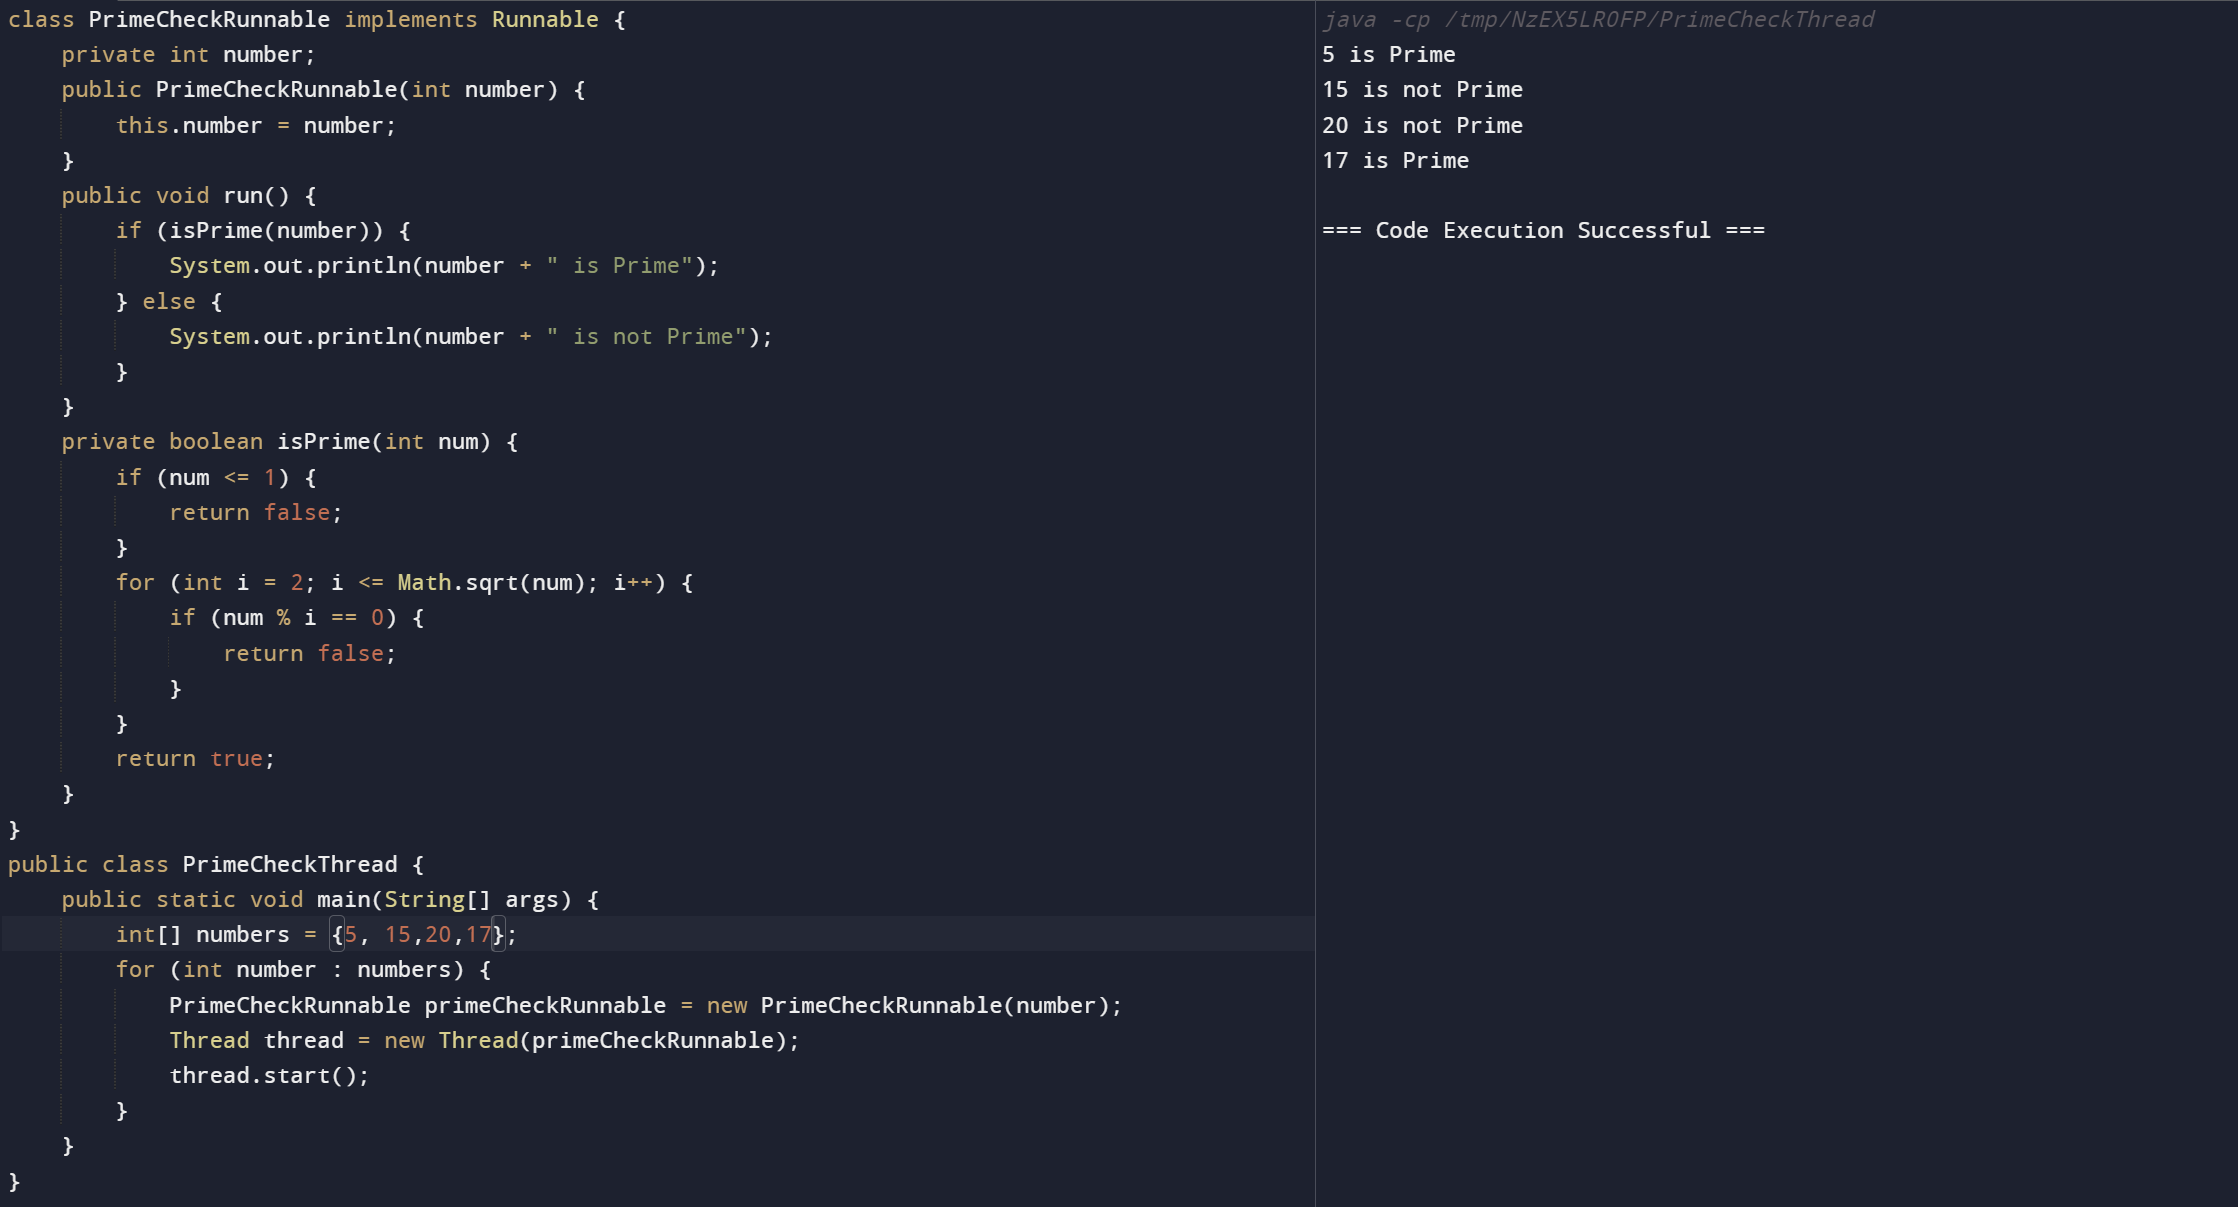 class PrimeCheckRunnable implements Runnable {
    private int number;
    public PrimeCheckRunnable(int number) {
        this.number = number;
    }
    public void run() {
        if (isPrime(number)) {
            System.out.println(number + " is Prime");
        } else {
            System.out.println(number + " is not Prime");
        }
    }
    private boolean isPrime(int num) {
        if (num <= 1) {
            return false;
        }
        for (int i = 2; i <= Math.sqrt(num); i++) {
            if (num % i == 0) {
                return false;
            }
        }
        return true;
    }
}
public class PrimeCheckThread {
    public static void main(String[] args) {
        int[] numbers = {5, 15,20,17};
        for (int number : numbers) {
            PrimeCheckRunnable primeCheckRunnable = new PrimeCheckRunnable(number);
            Thread thread = new Thread(primeCheckRunnable);
            thread.start();
        }
    }
}
java -cp /tmp/NzEX5LROFP/PrimeCheckThread
5 is Prime
15 is not Prime
20 is not Prime
17 is Prime
=== Code Execution Successful ===